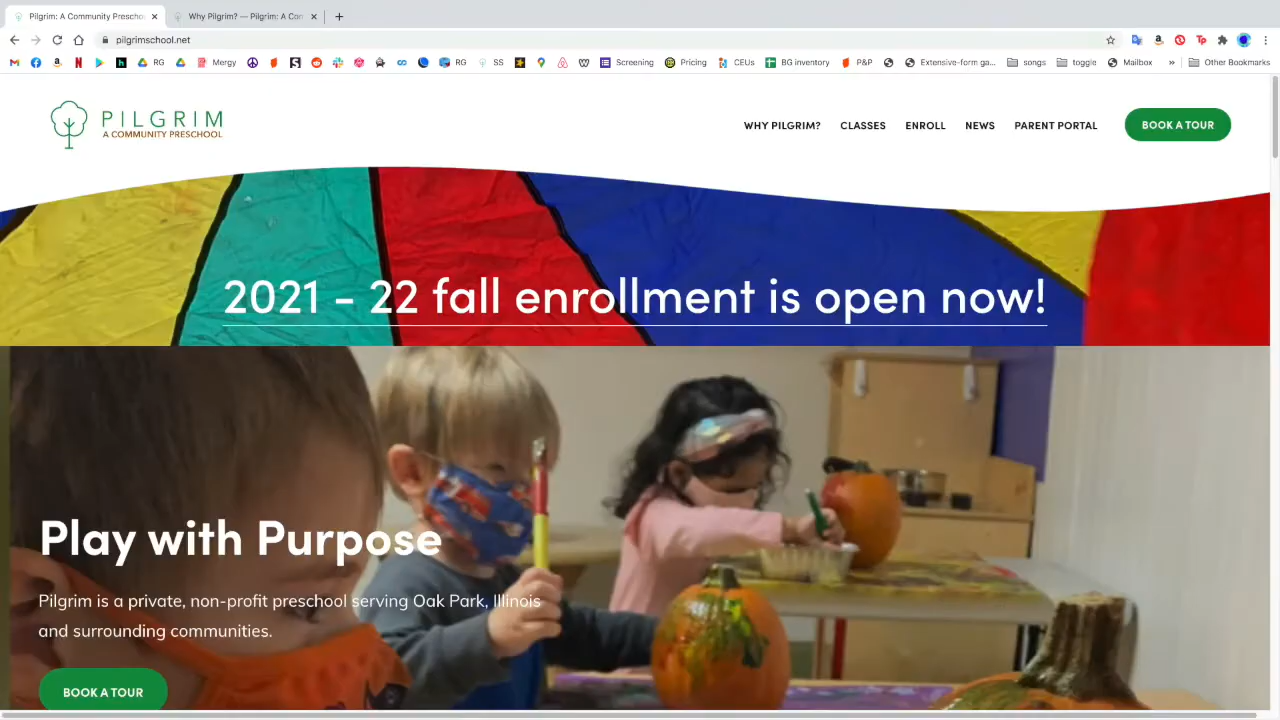 Pilgrim: A Community Prescho
Why Pilgrim? — Pilgrim: A Con
pilgrimschool.net
RG
Mergy
RG
SS
Screening
Pricing
CEUs
BG inventory
P&P
Extensive-form ga...
songs
toggle
Mailbox
»
Other Bookmarks
PILGRIM
A COMMUNITY PRESCHOOL
WHY PILGRIM?
CLASSES
ENROLL
NEWS
PARENT PORTAL
BOOK A TOUR
2021 - 22 fall enrollment is open now!
Play with Purpose
Pilgrim is a private, non-profit preschool serving Oak Park, Illinois
and surrounding communities.
BOOK A TOUR